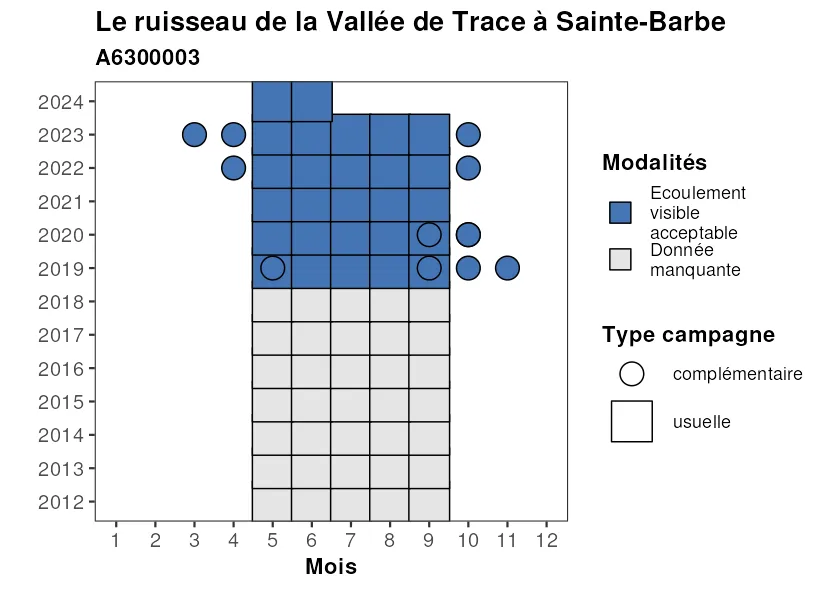 Le ruisseau de la Vallée de Trace à Sainte-Barbe
A6300003
2024
2023
2022
2021
2020
2019
2018
2017
2016
2015
2014
2013
2012
1 2 3 4 5 6 7 8 9 10 11 12
Mois
Modalités
Ecoulement
visible
acceptable
Donnée
manquante
Type campagne
complémentaire
usuelle